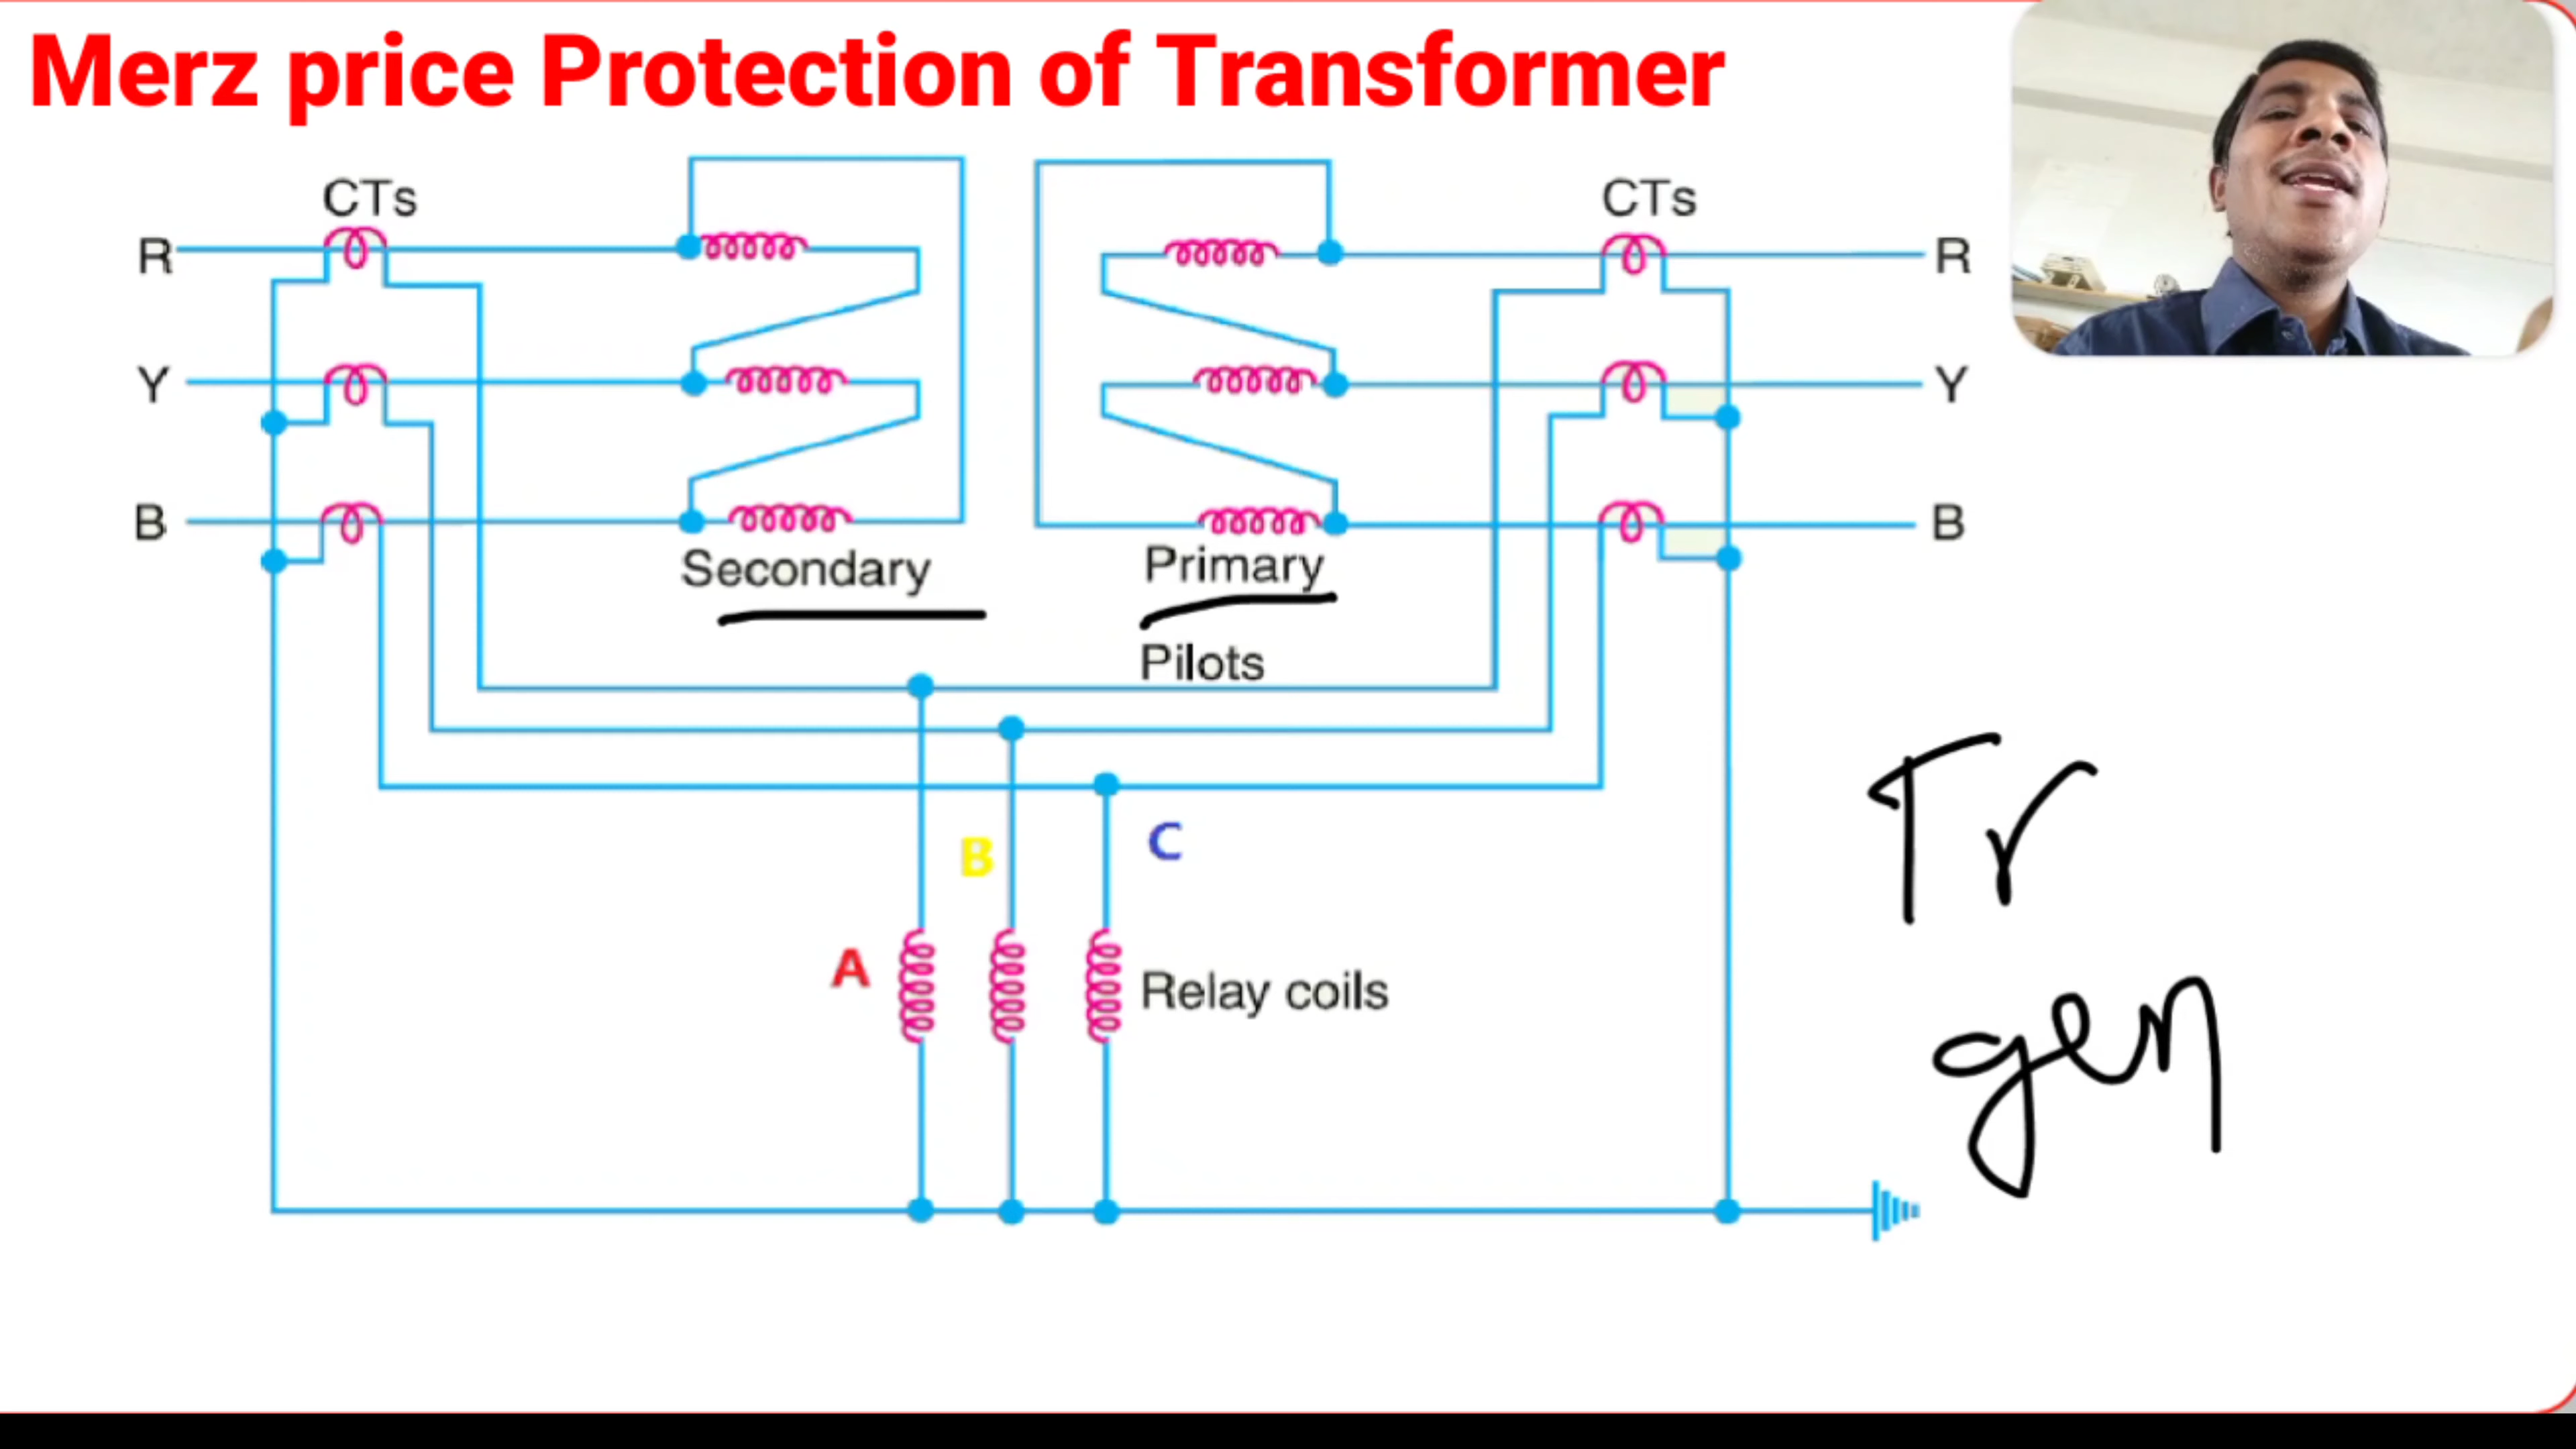 Merz price Protection of Transformer
CTs
CTs
R
R
Y
Y
B
B
Secondary
Primary
Pilots
Tr
B
C
A
Relay coils
gen